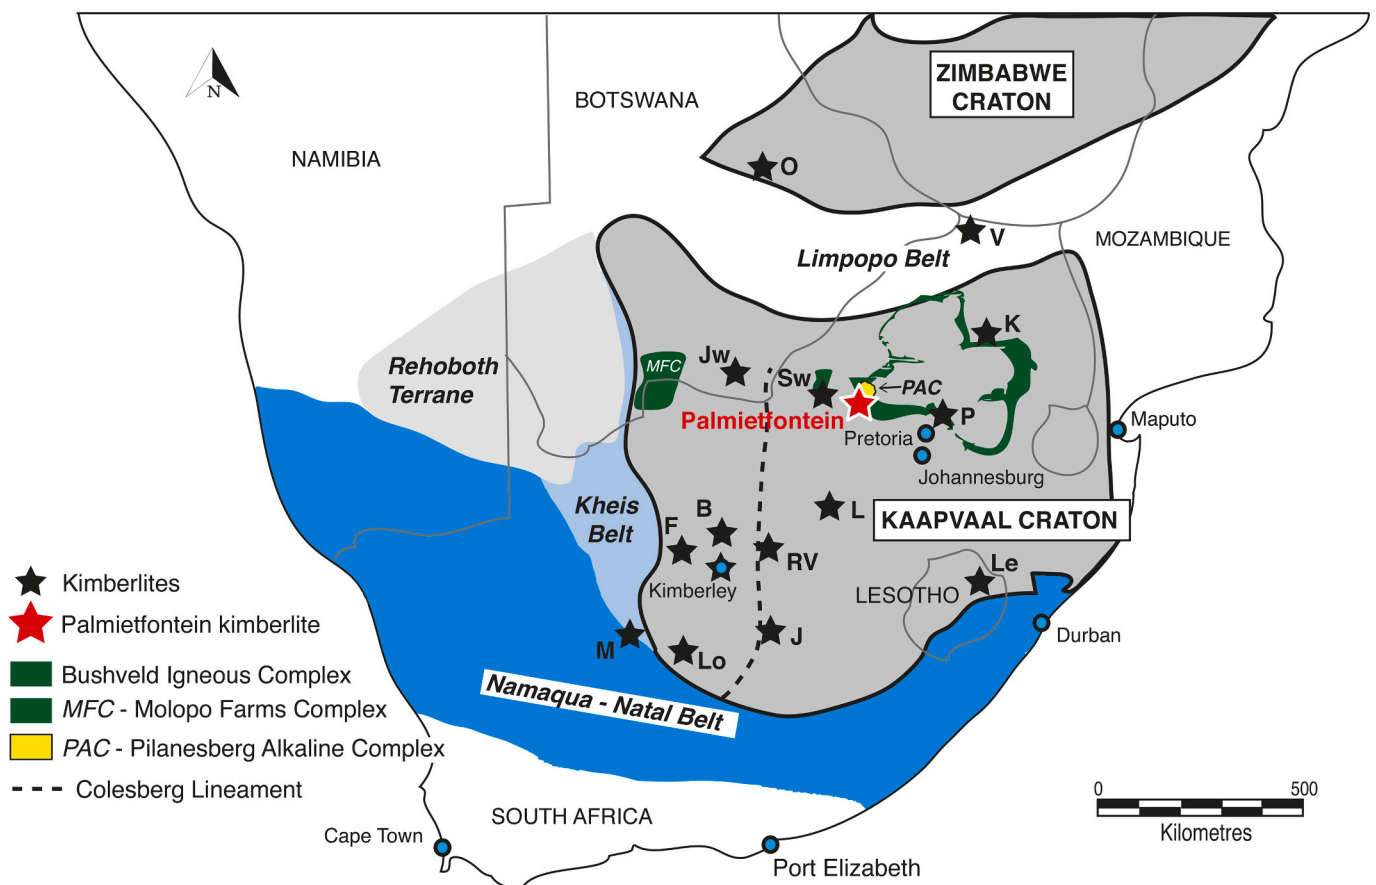 ZIMBABWE
CRATON
BOTSWANA
NAMIBIA
N
O
V
MOZAMBIQUE
Limpopo Belt
K
Rehoboth
Terrane
MFC
Jw
Sw
PAC
Palmietfontein
P
Pretoria
Maputo
Johannesburg
Kheis
Belt
B
F
L
KAAPVAAL CRATON
RV
Le
Kimberley
LESOTHO
Durban
M
Lo
J
Namaqua - Natal Belt
Kimberlites
Palmietfontein kimberlite
Bushveld Igneous Complex
MFC - Molopo Farms Complex
PAC - Pilanesberg Alkaline Complex
Colesberg Lineament
SOUTH AFRICA
Cape Town
Port Elizabeth
0 500
Kilometres